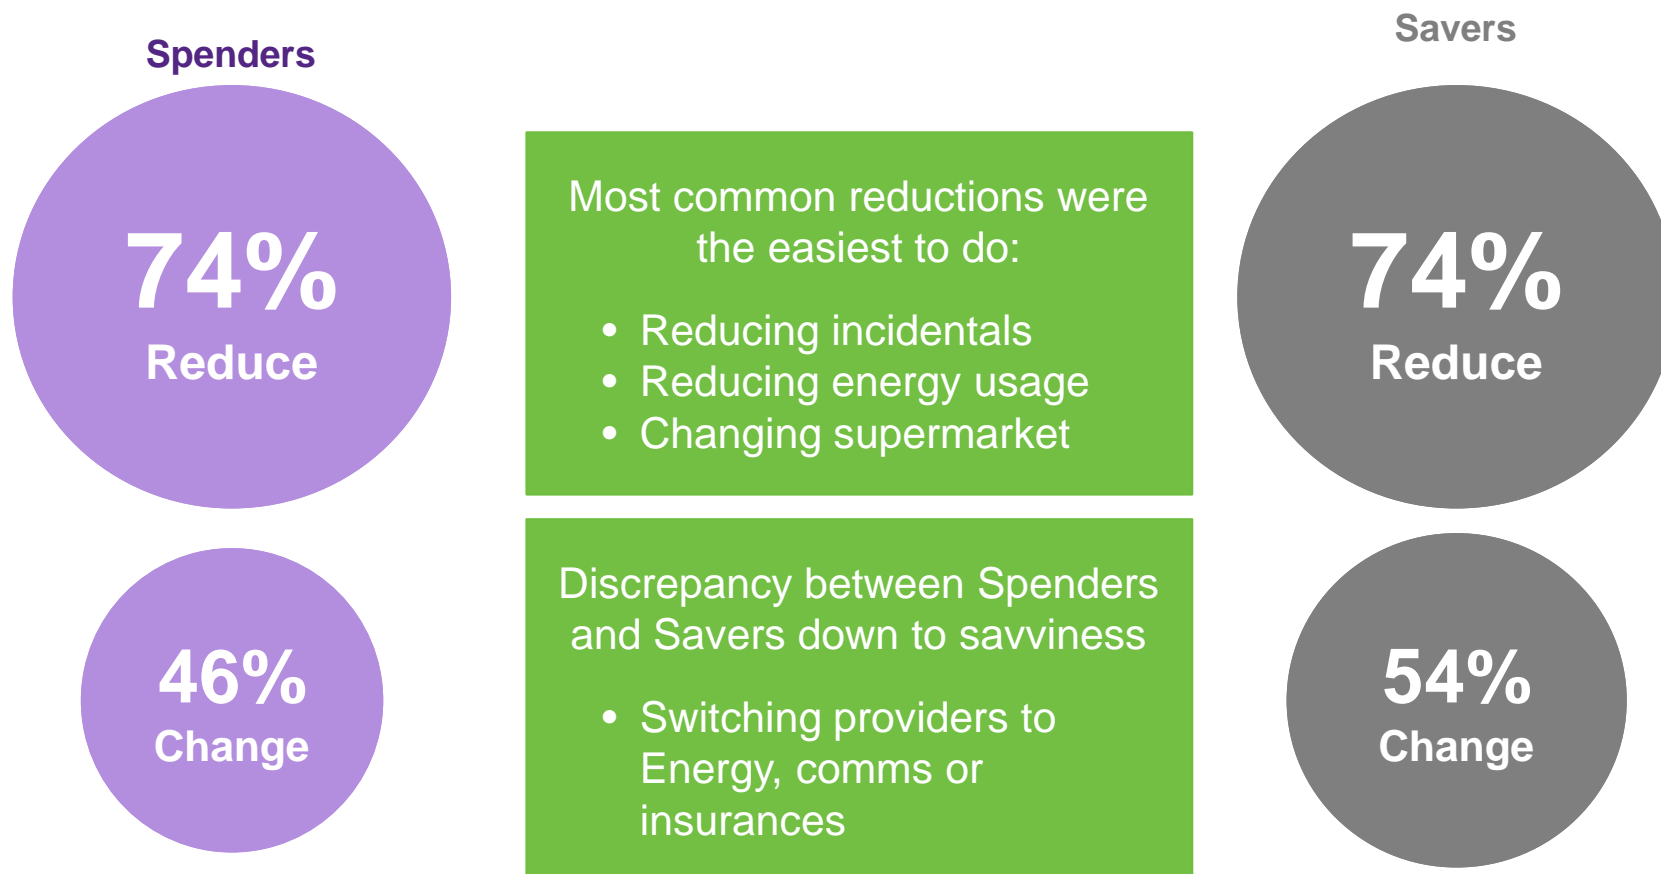 Spenders
74%
Reduce
46%
Change
Most common reductions were
the easiest to do:
• Reducing incidentals
• Reducing energy usage
• Changing supermarket
Discrepancy between Spenders
and Savers down to savviness
• Switching providers to
Energy, comms or
insurances
Savers
74%
Reduce
54%
Change